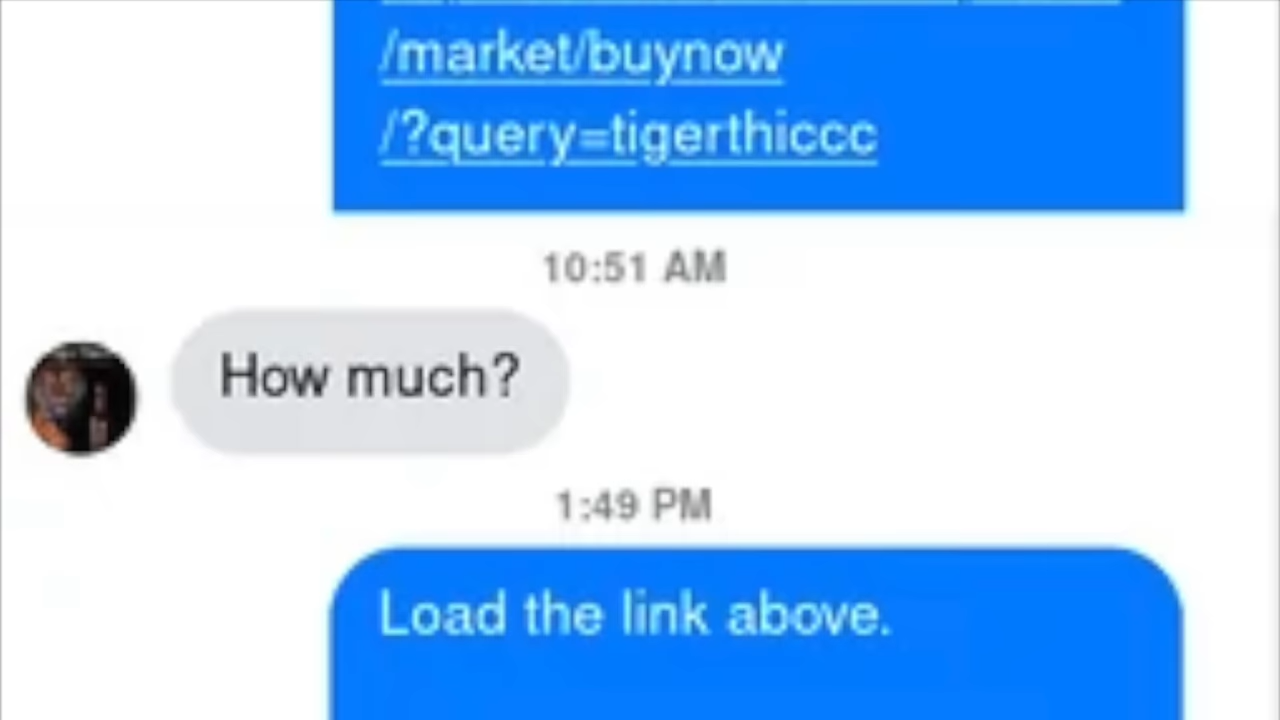 /market/buynow
/?query=tigerthiccc
10:51 AM
How much?
1:49 PM
Load the link above.